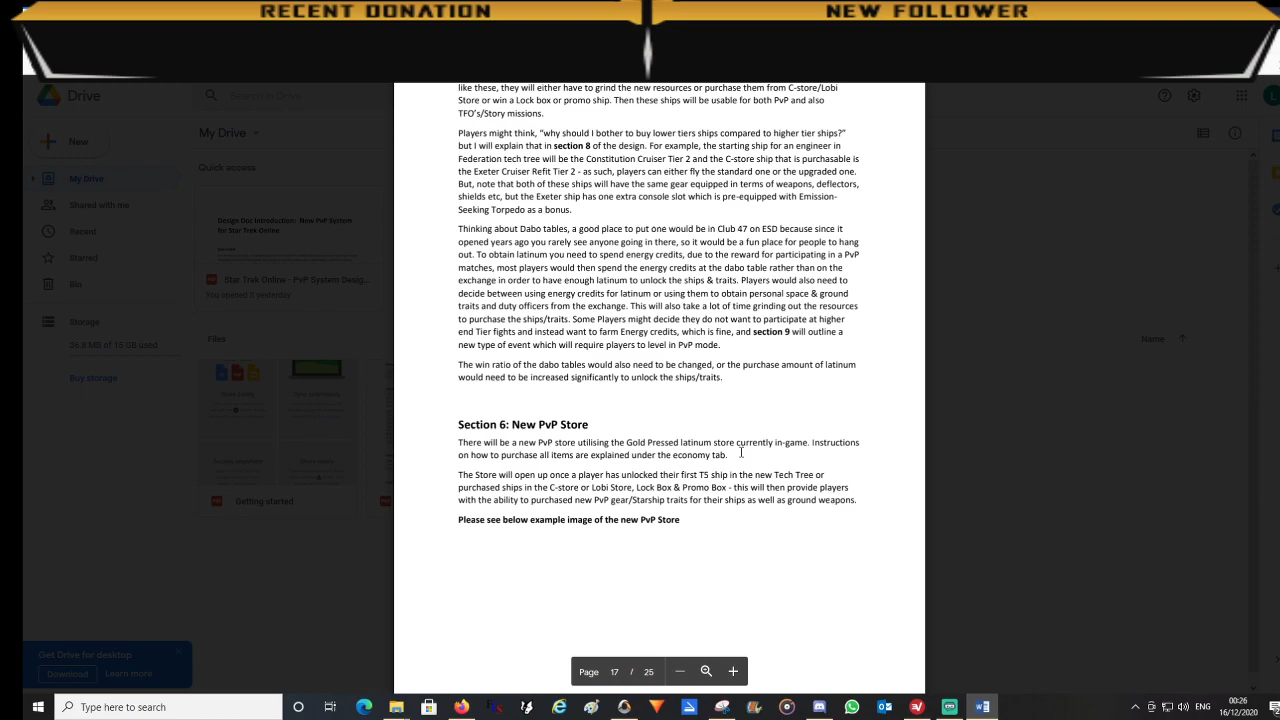 RECENT DONATION
NEW FOLLOWER
Drive
Search in Drive
New
My Drive
My Drive
Shared with me
Recent
Starred
Bin
Storage
36.8 MB of 15 GB used
Buy storage
Quick access
Design Doc Introduction: New PvP System
for Star Trek Online
Star Trek Online - PvP System Desig...
You opened it yesterday
Files
Name
Getting started
like these, they will either have to grind the new resources or purchase them from C-store/Lobi
Store or win a Lock box or promo ship. Then these ships will be usable for both PvP and also
TFO's/Story missions.
Players might think, "why should I bother to buy lower tiers ships compared to higher tier ships?"
but I will explain that in section 8 of the design. For example, the starting ship for an engineer in
Federation tech tree will be the Constitution Cruiser Tier 2 and the C-store ship that is purchasable is
the Exeter Cruiser Refit Tier 2 - as such, players can either fly the standard one or the upgraded one.
But, note that both of these ships will have the same gear equipped in terms of weapons, deflectors,
shields etc, but the Exeter ship has one extra console slot which is pre-equipped with Emission-
Seeking Torpedo as a bonus.
Thinking about Dabo tables, a good place to put one would be in Club 47 on ESD because since it
opened years ago you rarely see anyone going in there, so it would be a fun place for people to hang
out. To obtain latinum you need to spend energy credits, due to the reward for participating in a PvP
matches, most players would then spend the energy credits at the dabo table rather than on the
exchange in order to have enough latinum to unlock the ships & traits. Players would also need to
decide between using energy credits for latinum or using them to obtain personal space & ground
traits and duty officers from the exchange. This will also take a lot of time grinding out the resources
to purchase the ships/traits. Some Players might decide they do not want to participate at higher
end Tier fights and instead want to farm Energy credits, which is fine, and section 9 will outline a
new type of event which will require players to level in PvP mode.
The win ratio of the dabo tables would also need to be changed, or the purchase amount of latinum
would need to be increased significantly to unlock the ships/traits.
Section 6: New PvP Store
There will be a new PvP store utilising the Gold Pressed latinum store currently in-game. Instructions
on how to purchase all items are explained under the economy tab.
The Store will open up once a player has unlocked their first T5 ship in the new Tech Tree or
purchased ships in the C-store or Lobi Store, Lock Box & Promo Box - this will then provide players
with the ability to purchased new PvP gear/Starship traits for their ships as well as ground weapons.
Please see below example image of the new PvP Store
Page 17 / 25
Get Drive for desktop
Download
Learn more
Type here to search
00:26
16/12/2020